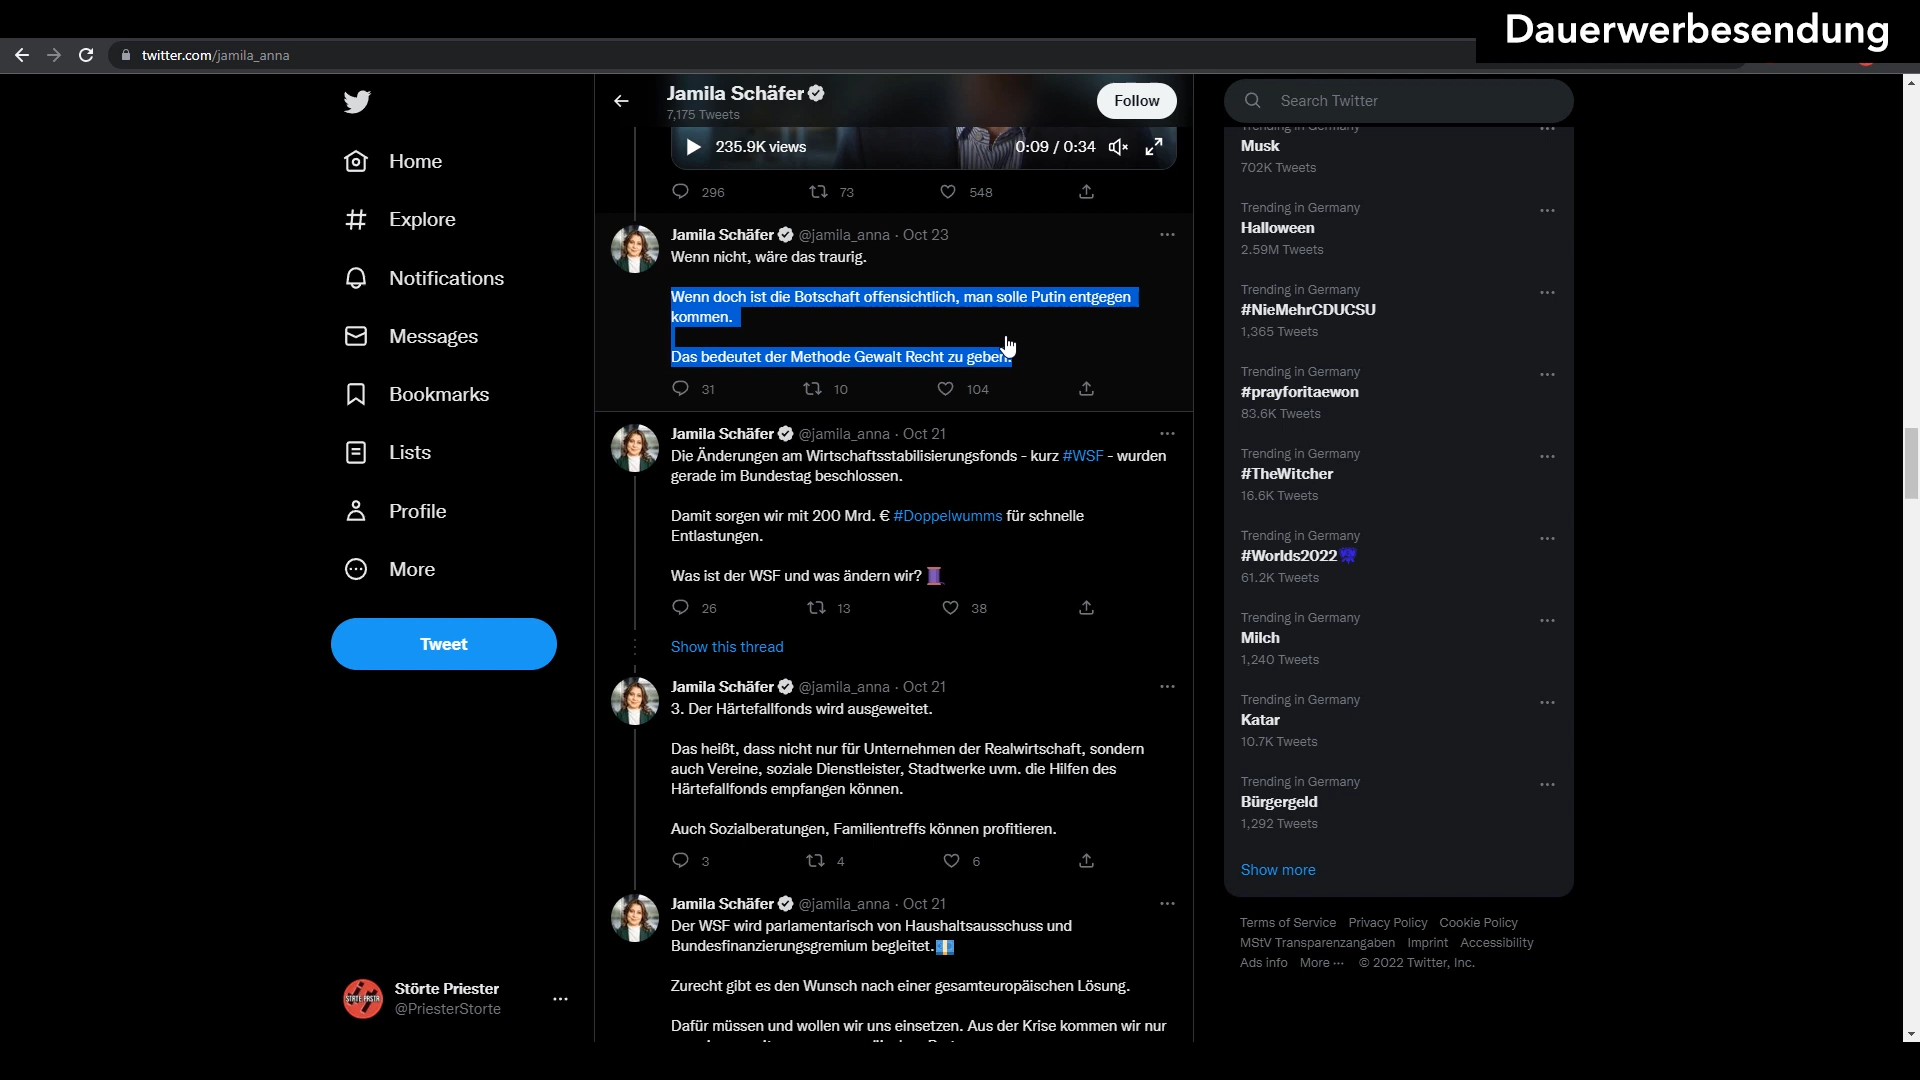 Dauerwerbesendung
twitter.com/jamila_anna
Home
Explore
Notifications
Messages
Bookmarks
Lists
Profile
More
Tweet
Störte Priester
@PriesterStorte
Jamila Schäfer
7,175 Tweets
Follow
235.9K views
0:09 / 0:34
296
73
548
Jamila Schäfer @jamila_anna · Oct 23
Wenn nicht, wäre das traurig.
Wenn doch ist die Botschaft offensichtlich, man solle Putin entgegen
kommen.
Das bedeutet der Methode Gewalt Recht zu geben.
31
10
104
Jamila Schäfer @jamila_anna · Oct 21
Die Änderungen am Wirtschaftsstabilisierungsfonds - kurz #WSF - wurden
gerade im Bundestag beschlossen.
Damit sorgen wir mit 200 Mrd. € #Doppelwumms für schnelle
Entlastungen.
Was ist der WSF und was ändern wir?
26
13
38
Show this thread
Jamila Schäfer @jamila_anna · Oct 21
3. Der Härtefallfonds wird ausgeweitet.
Das heißt, dass nicht nur für Unternehmen der Realwirtschaft, sondern
auch Vereine, soziale Dienstleister, Stadtwerke uvm. die Hilfen des
Härtefallfonds empfangen können.
Auch Sozialberatungen, Familientreffs können profitieren.
3
4
6
Jamila Schäfer @jamila_anna · Oct 21
Der WSF wird parlamentarisch von Haushaltsausschuss und
Bundesfinanzierungsgremium begleitet.
Zurecht gibt es den Wunsch nach einer gesamteuropäischen Lösung.
Dafür müssen und wollen wir uns einsetzen. Aus der Krise kommen wir nur
Search Twitter
Trending in Germany
Musk
702K Tweets
Trending in Germany
Halloween
2.59M Tweets
Trending in Germany
#NieMehrCDUCSU
1,365 Tweets
Trending in Germany
#prayforitaewon
83.6K Tweets
Trending in Germany
#TheWitcher
16.6K Tweets
Trending in Germany
#Worlds2022
61.2K Tweets
Trending in Germany
Milch
1,240 Tweets
Trending in Germany
Katar
10.7K Tweets
Trending in Germany
Bürgergeld
1,292 Tweets
Show more
Terms of Service Privacy Policy Cookie Policy
MStV Transparenzangaben Imprint Accessibility
Ads info More ··· © 2022 Twitter, Inc.